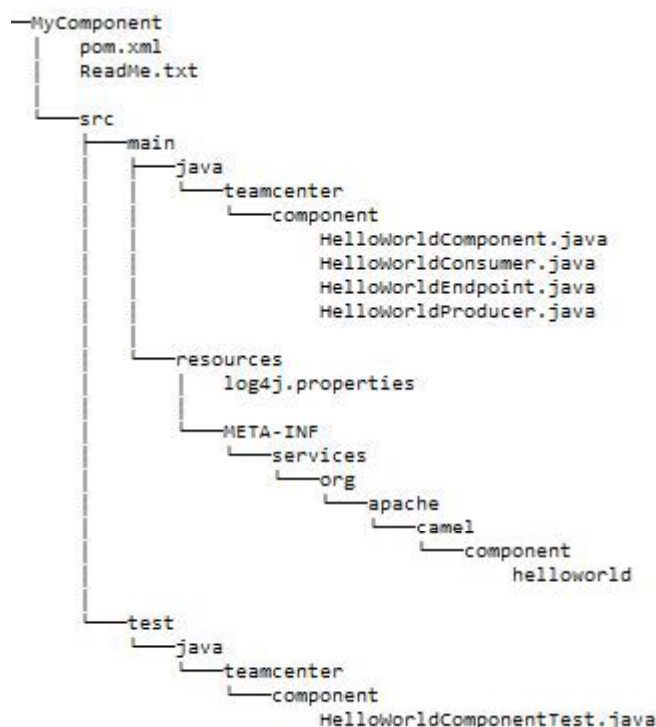 MyComponent
pom.xml
ReadMe.txt
src
main
java
teamcenter
component
HelloWorldComponent.java
HelloWorldConsumer.java
HelloWorldEndpoint.java
HelloWorldProducer.java
resources
log4j.properties
META-INF
services
org
apache
camel
component
helloworld
test
java
teamcenter
component
HelloWorldComponentTest.java